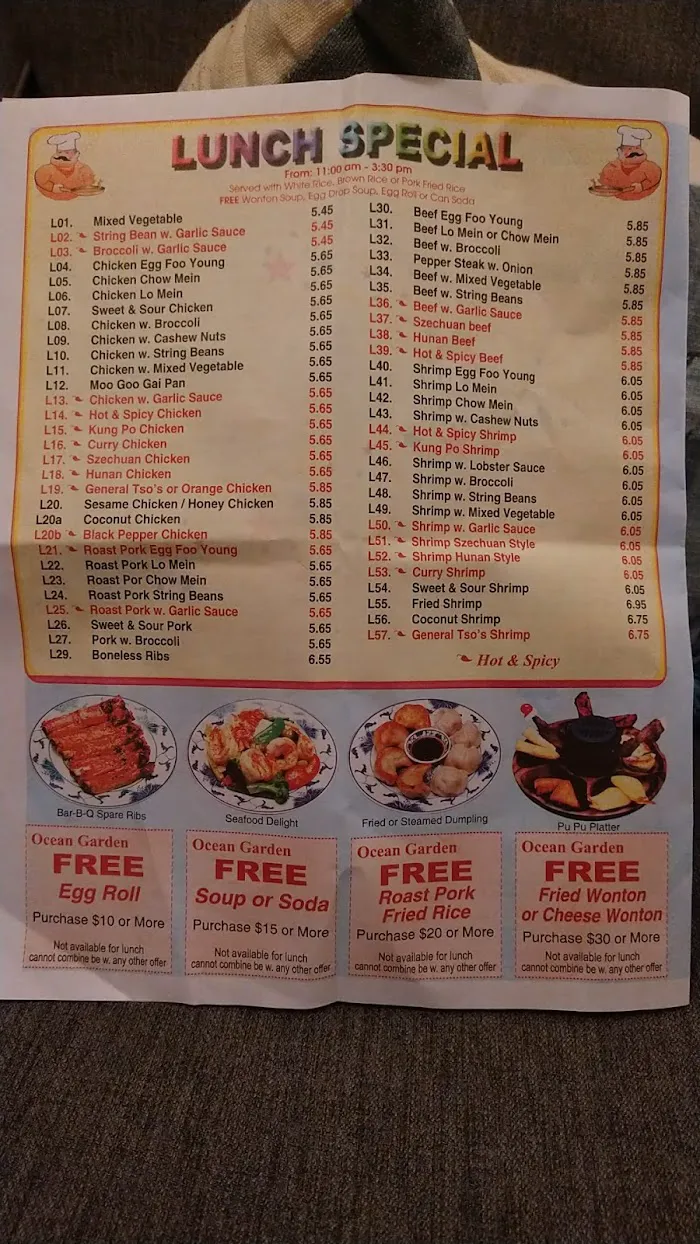 LUNCH SPECIAL
From: 11:00 am - 3:30 pm
Served with White Rice, Brown Rice or Pork Fried Rice
FREE Wonton Soup, Egg Drop Soup, Egg Roll or Can Soda
L01. Mixed Vegetable 5.45
L02. String Bean w. Garlic Sauce 5.45
L03. Broccoli w. Garlic Sauce 5.45
L04. Chicken Egg Foo Young 5.65
L05. Chicken Chow Mein 5.65
L06. Chicken Lo Mein 5.65
L07. Sweet & Sour Chicken 5.65
L08. Chicken w. Broccoli 5.65
L09. Chicken w. Cashew Nuts 5.65
L10. Chicken w. String Beans 5.65
L11. Chicken w. Mixed Vegetable 5.65
L12. Moo Goo Gai Pan 5.65
L13. Chicken w. Garlic Sauce 5.65
L14. Hot & Spicy Chicken 5.65
L15. Kung Po Chicken 5.65
L16. Curry Chicken 5.65
L17. Szechuan Chicken 5.65
L18. Hunan Chicken 5.65
L19. General Tso's or Orange Chicken 5.85
L20. Sesame Chicken / Honey Chicken 5.85
L20a Coconut Chicken 5.85
L20b Black Pepper Chicken 5.85
L21. Roast Pork Egg Foo Young 5.65
L22. Roast Pork Lo Mein 5.65
L23. Roast Por Chow Mein 5.65
L24. Roast Pork String Beans 5.65
L25. Roast Pork w. Garlic Sauce 5.65
L26. Sweet & Sour Pork 5.65
L27. Pork w. Broccoli 5.65
L29. Boneless Ribs 6.55
L30. Beef Egg Foo Young 5.85
L31. Beef Lo Mein or Chow Mein 5.85
L32. Beef w. Broccoli 5.85
L33. Pepper Steak w. Onion 5.85
L34. Beef w. Mixed Vegetable 5.85
L35. Beef w. String Beans 5.85
L36. Beef w. Garlic Sauce 5.85
L37. Szechuan beef 5.85
L38. Hunan Beef 5.85
L39. Hot & Spicy Beef 5.85
L40. Shrimp Egg Foo Young 6.05
L41. Shrimp Lo Mein 6.05
L42. Shrimp Chow Mein 6.05
L43. Shrimp w. Cashew Nuts 6.05
L44. Hot & Spicy Shrimp 6.05
L45. Kung Po Shrimp 6.05
L46. Shrimp w. Lobster Sauce 6.05
L47. Shrimp w. Broccoli 6.05
L48. Shrimp w. String Beans 6.05
L49. Shrimp w. Mixed Vegetable 6.05
L50. Shrimp w. Garlic Sauce 6.05
L51. Shrimp Szechuan Style 6.05
L52. Shrimp Hunan Style 6.05
L53. Curry Shrimp 6.05
L54. Sweet & Sour Shrimp 6.05
L55. Fried Shrimp 6.95
L56. Coconut Shrimp 6.75
L57. General Tso's Shrimp 6.75
Hot & Spicy
Bar-B-Q Spare Ribs
Seafood Delight
Fried or Steamed Dumpling
Pu Pu Platter
Ocean Garden
FREE
Egg Roll
Purchase $10 or More
Not available for lunch
cannot combine be w. any other offer
Ocean Garden
FREE
Soup or Soda
Purchase $15 or More
Not available for lunch
cannot combine be w. any other offer
Ocean Garden
FREE
Roast Pork
Fried Rice
Purchase $20 or More
Not available for lunch
cannot combine be w. any other offer
Ocean Garden
FREE
Fried Wonton
or Cheese Wonton
Purchase $30 or More
Not available for lunch
cannot combine be w. any other offer